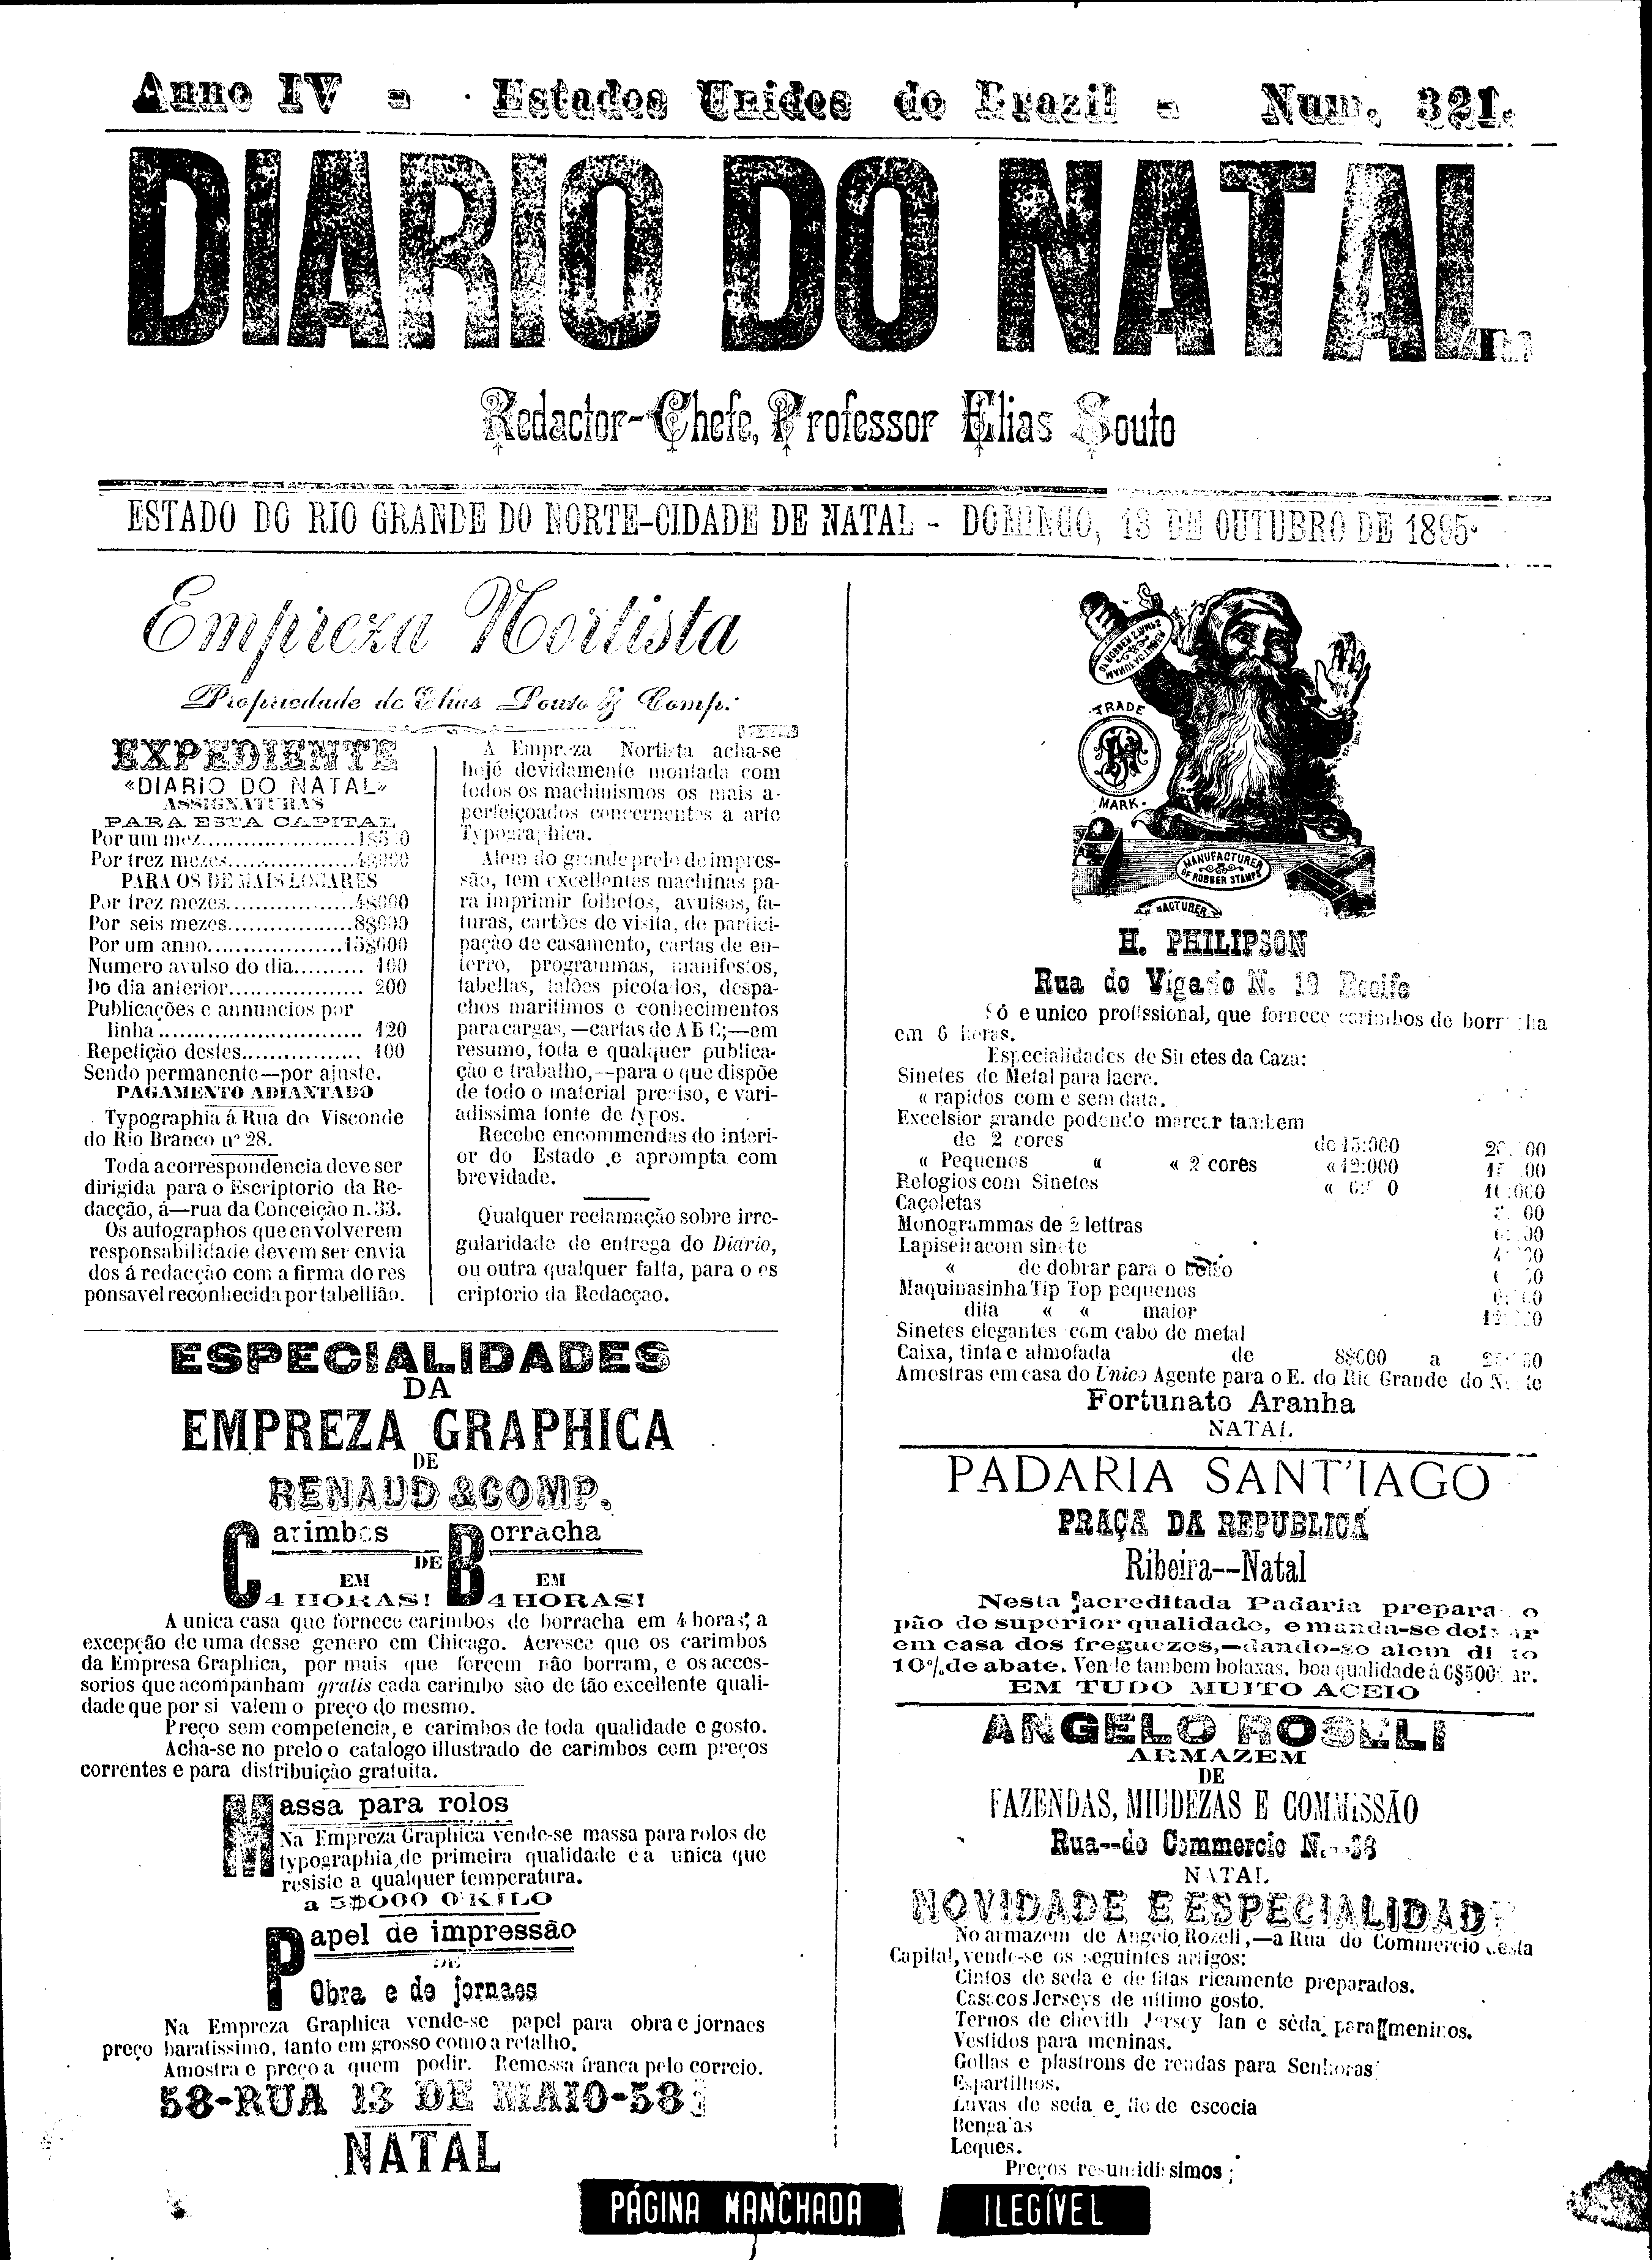 Anno IV - Estados Unidos do Brazil - Num. 321.
DIARIO DO NATAL
Redactor-Chefe, Professor Elias Souto
ESTADO DO RIO GRANDE DO NORTE-CIDADE DE NATAL - DOMINGO, 13 DE OUTUBRO DE 1895
Empreza Nortista
Propriedade de Elias Souto & Comp.
EXPEDIENTE
«DIARIO DO NATAL»
ASSIGNATURAS
PARA ESTA CAPITAL
Por um mez
Por trez mezes 4$000
PARA OS DEMAIS LOGARES
Por trez mezes 4$000
Por seis mezes
Por um anno 15$000
Numero avulso do dia 100
Do dia anterior 200
Publicações e annuncios por
linha 120
Repetição destes 100
Sendo permanente—por ajuste.
PAGAMENTO ADIANTADO
Typographia á Rua do Visconde
do Rio Branco nº 28.
Toda a correspondencia deve ser
dirigida para o Escriptorio da Re-
dacção, á—rua da Conceição n. 33.
Os autographos que envolverem
responsabilidade devem ser envia
dos á redacção com a firma do res
ponsavel reconhecida por tabellião.
A Empreza Nortista acha-se
hoje devidamente montada com
todos os machinismos os mais a-
perfeiçoados concernentes a arte
Typographica.
Alem do grande prelo de impres-
são, tem excellentes machinas pa-
ra imprimir folhetos, avulsos, fa-
turas, cartões de visita, de partici-
pação de casamento, cartas de en-
terro, programmas, manifestos,
tabellas, talões picotados, despa-
chos maritimos e conhecimentos
para cargas,—cartas de A B C;—em
resumo, toda e qualquer publica-
ção e trabalho,--para o que dispõe
de todo o material preciso, e vari-
adissima fonte de typos.
Recebe encommendas do interi-
or do Estado e aprompta com
brevidade.
Qualquer reclamação sobre irre-
gularidade de entrega do Diario,
ou outra qualquer falta, para o es
criptorio da Redacçao.
ESPECIALIDADES
DA
EMPREZA GRAPHICA
DE
RENAUD & COMP.
Carimbos DE Borracha
EM EM
4 HORAS! 4 HORAS!
A unica casa que fornece carimbos de borracha em 4 horas, a
excepção de uma desse genero em Chicago. Acresce que os carimbos
da Empresa Graphica, por mais que forcem não borram, e os acces-
sorios que acompanham gratis cada carimbo são de tão excellente quali-
dade que por si valem o preço do mesmo.
Preço sem competencia, e carimbos de toda qualidade e gosto.
Acha-se no prelo o catalogo illustrado de carimbos com preços
correntes e para distribuição gratuita.
Massa para rolos
Na Empreza Graphica vende-se massa para rolos de
typographia, de primeira qualidade e a unica que
resiste a qualquer temperatura.
a 5$000 O KILO
Papel de impressão
DE
Obra e de jornaes
Na Empreza Graphica vende-se papel para obra e jornaes
preço baratissimo, tanto em grosso como a retalho.
Amostra e preço a quem podir. Remessa franca pelo correio.
58-RUA 13 DE MAIO-58
NATAL
MANUFACTURER
OF RUBBER STAMPS
TRADE
MARK.
MANUFACTURER
OF RUBBER STAMPS
H. PHILIPSON
Rua do Vigario N. 19 Recife
Só e unico profissional, que fornece carimbos de borracha
em 6 horas.
Especialidades de Sinetes da Caza:
Sinetes de Metal para lacre.
« rapidos com e sem data.
Excelsior grande podendo marcar tambem
de 2 cores de 15:000
« Pequenos « « 2 cores « 12:000
Relogios com Sinetes «
Caçoletas
Monogrammas de 2 lettras
Lapiseira com sinete
« de dobrar para o bolso
Maquinasinha Tip Top pequenos
dita « « maior
Sinetes elegantes com cabo de metal
Caixa, tinta e almofada de 8$000 a
Amostras em casa do Unico Agente para o E. do Rio Grande do Norte
Fortunato Aranha
NATAL
PADARIA SANT'IAGO
PRAÇA DA REPUBLICA
Ribeira--Natal
Nesta acreditada Padaria prepara o
pão de superior qualidade, e manda-se deixar
em casa dos freguezes,—dando-so alem disto
10% de abate. Vende tambem bolaxas, boa qualidade á
EM TUDO MUITO ACEIO
ANGELO ROSELI
ARMAZEM
DE
FAZENDAS, MIUDEZAS E COMMISSÃO
Rua--do Commercio N.
NATAL
NOVIDADE E ESPECIALIDADE
No armazem de Angelo Rozeli,—a Rua do Commercio desta
Capital, vende-se os seguintes artigos:
Cintos de seda e de fitas ricamente preparados.
Casacos Jerseys de ultimo gosto.
Ternos de chevith Jersey lan e sêda para meninos.
Vestidos para meninas.
Gollas e plastrons de rendas para Senhoras
Espartilhos.
Luvas de seda e fio de escocia
Bengalas
Leques.
Preços resumidissimos
PÁGINA MANCHADA ILEGÍVEL